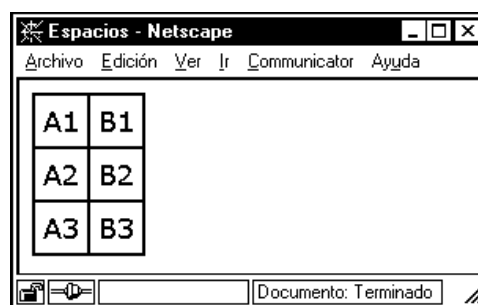 Espacios - Netscape
Archivo Edición Ver Ir Communicator Ayuda
A1 B1
A2 B2
A3 B3
Documento: Terminado